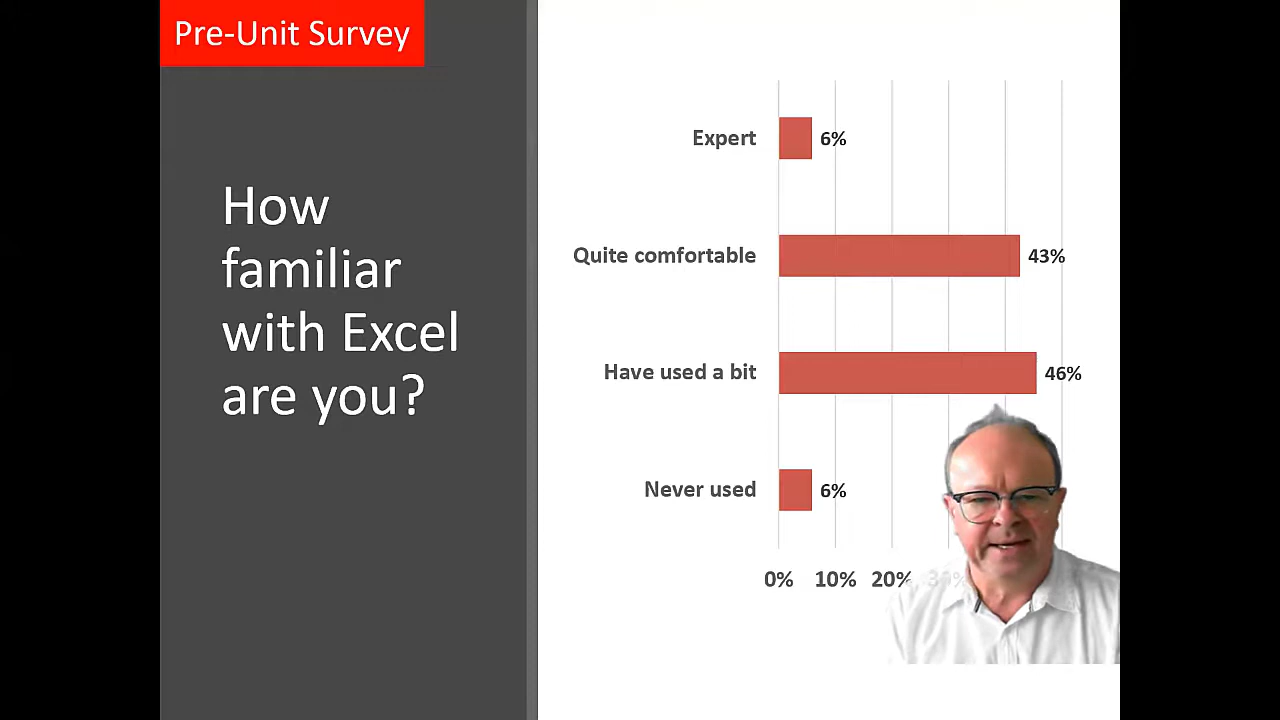 Pre-Unit Survey
How
familiar
with Excel
are you?
Expert 6%
Quite comfortable 43%
Have used a bit 46%
Never used 6%
0% 10% 20% 30%